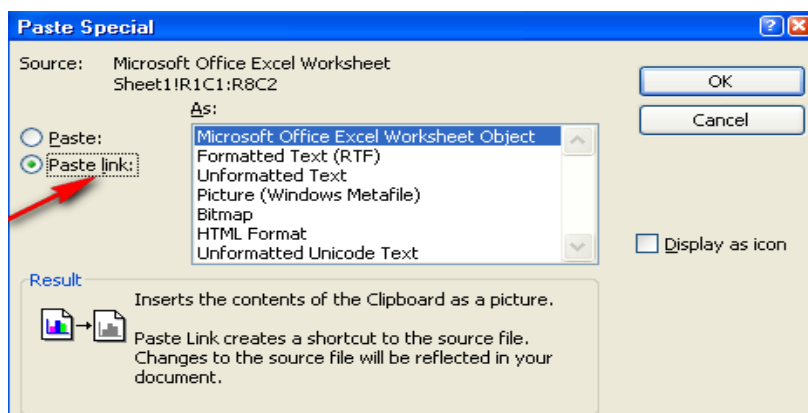 Paste Special
Source: Microsoft Office Excel Worksheet
Sheet1!R1C1:R8C2
As:
Paste:
Paste link:
Microsoft Office Excel Worksheet Object
Formatted Text (RTF)
Unformatted Text
Picture (Windows Metafile)
Bitmap
HTML Format
Unformatted Unicode Text
OK
Cancel
Display as icon
Result
Inserts the contents of the Clipboard as a picture.
Paste Link creates a shortcut to the source file.
Changes to the source file will be reflected in your
document.